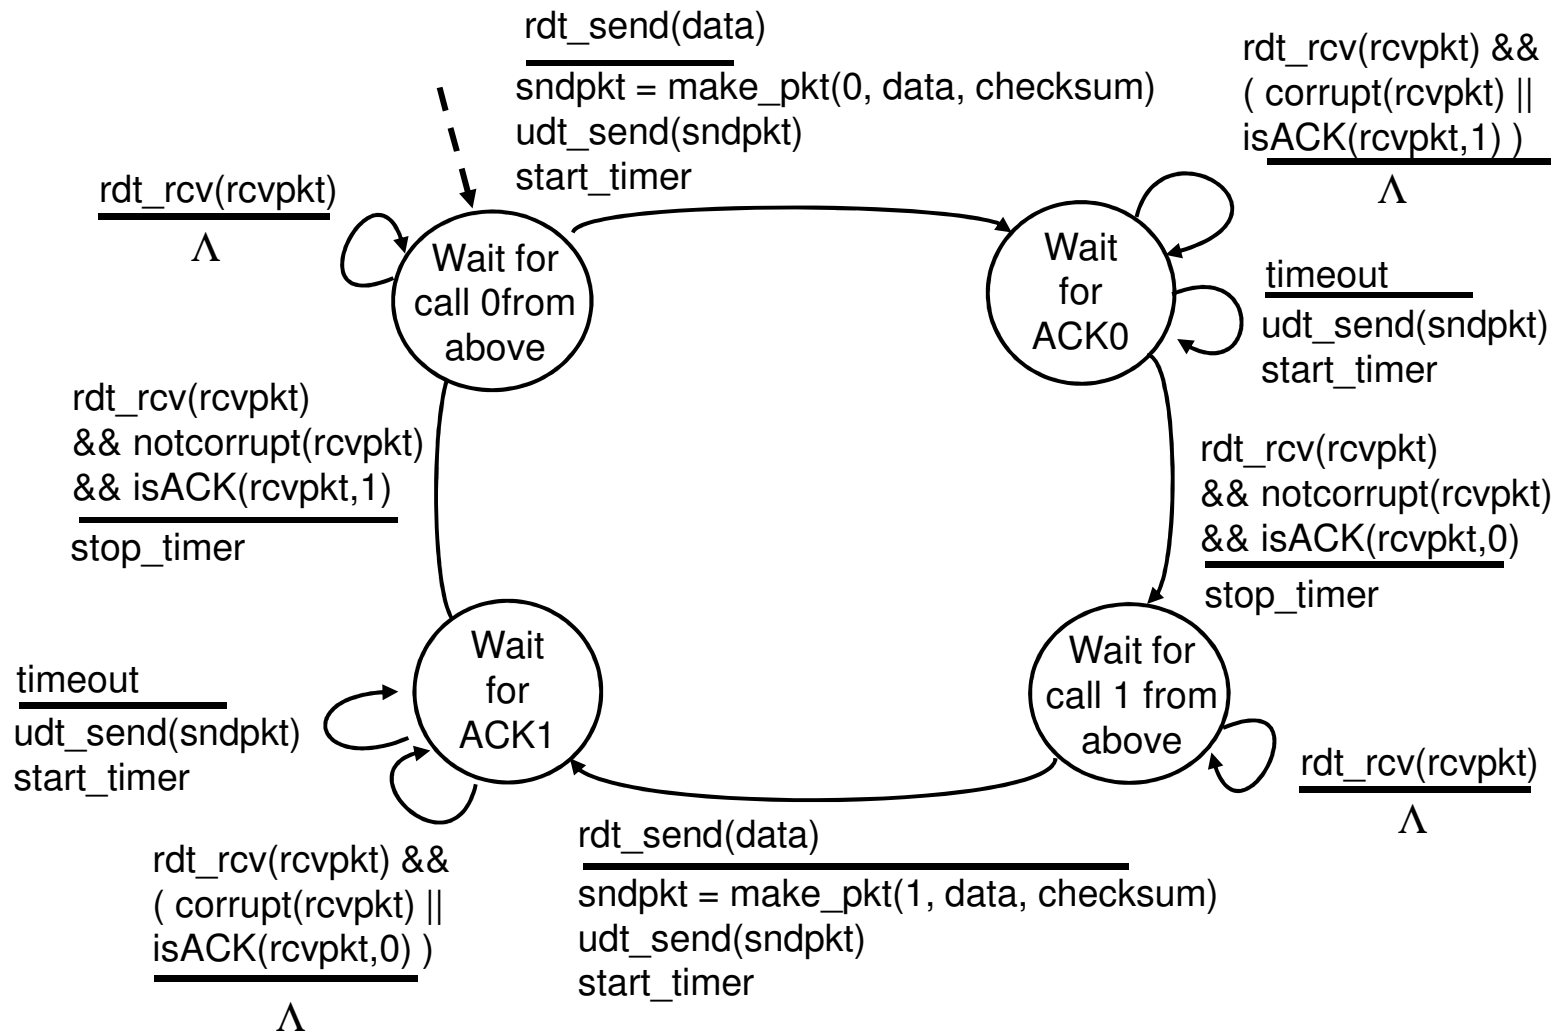 rdt_send(data)
sndpkt = make_pkt(0, data, checksum)
udt_send(sndpkt)
start_timer
rdt_rcv(rcvpkt) &&
( corrupt(rcvpkt) ||
isACK(rcvpkt,1) )
Λ
rdt_rcv(rcvpkt)
Λ
Wait for
call 0from
above
Wait
for
ACK0
timeout
udt_send(sndpkt)
start_timer
rdt_rcv(rcvpkt)
&& notcorrupt(rcvpkt)
&& isACK(rcvpkt,1)
stop_timer
rdt_rcv(rcvpkt)
&& notcorrupt(rcvpkt)
&& isACK(rcvpkt,0)
stop_timer
Wait
for
ACK1
Wait for
call 1 from
above
timeout
udt_send(sndpkt)
start_timer
rdt_rcv(rcvpkt)
Λ
rdt_rcv(rcvpkt) &&
( corrupt(rcvpkt) ||
isACK(rcvpkt,0) )
Λ
rdt_send(data)
sndpkt = make_pkt(1, data, checksum)
udt_send(sndpkt)
start_timer